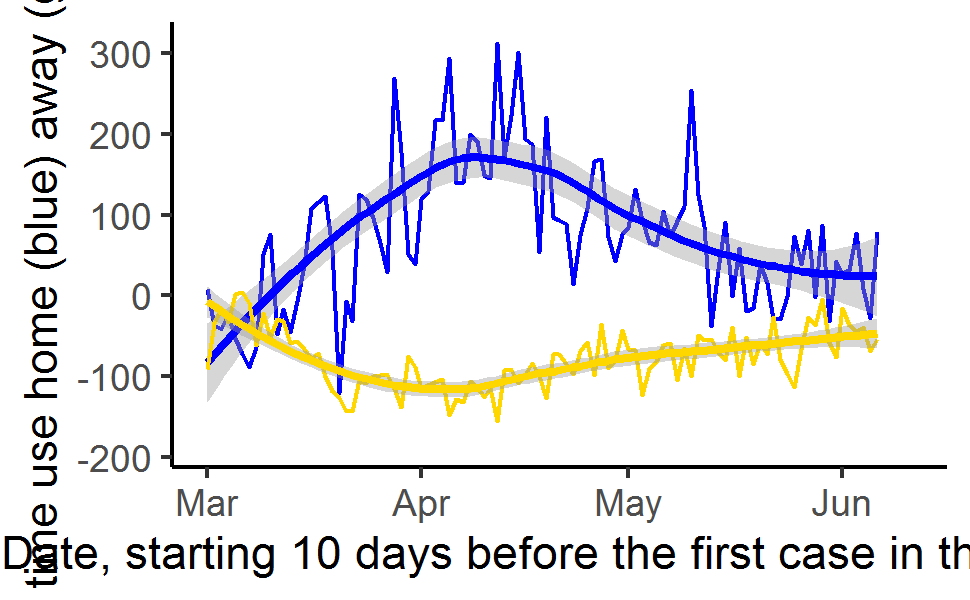 time use home (blue) away (
300
200
100
0
-100
-200
Mar Apr May Jun
Date, starting 10 days before the first case in th